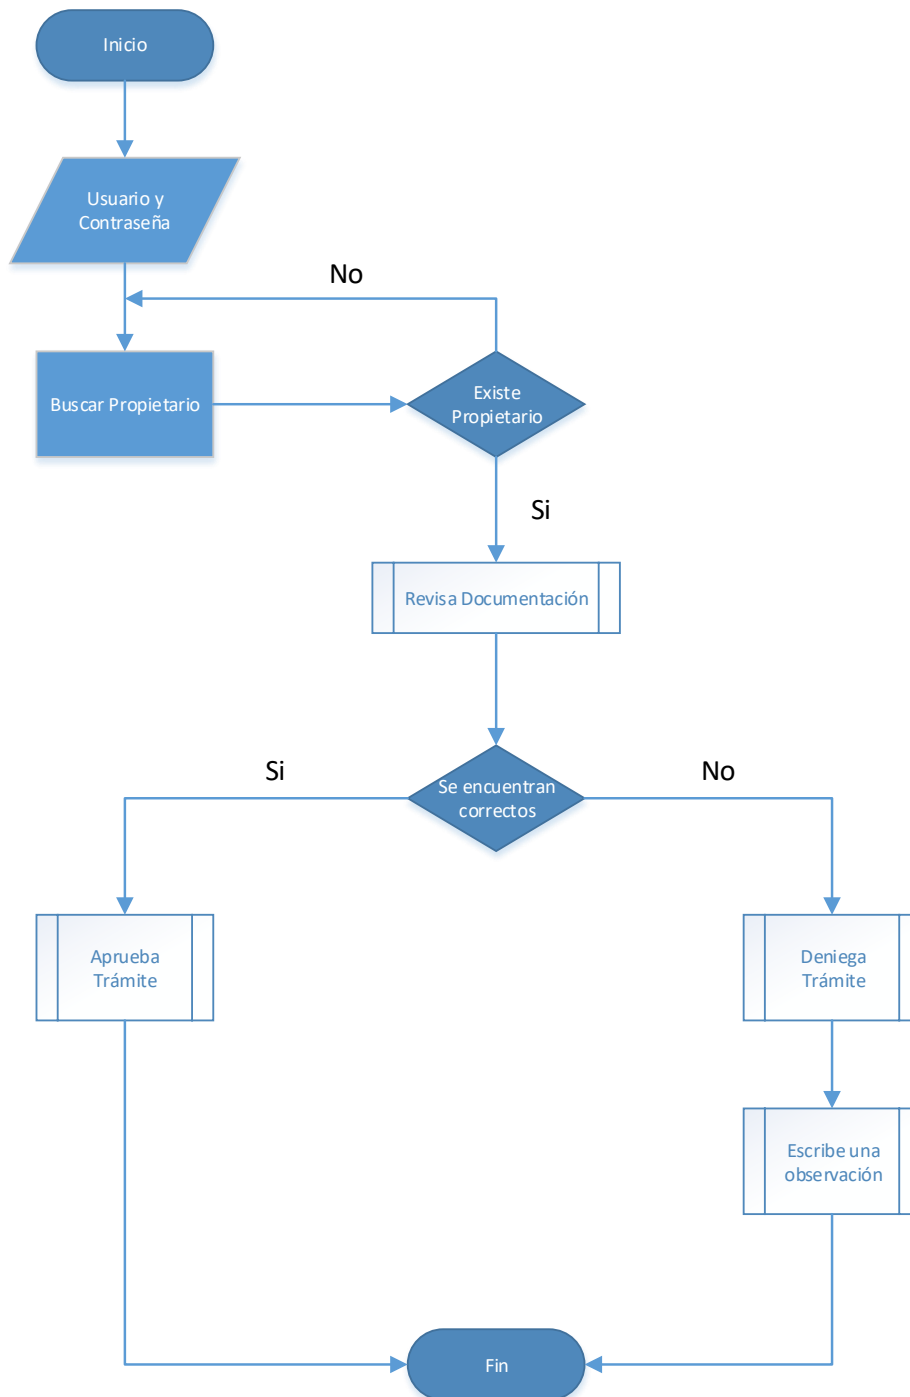 Inicio
Usuario y
Contraseña
No
Buscar Propietario
Existe
Propietario
Si
Revisa Documentación
Si
Se encuentran
correctos
No
Aprueba
Trámite
Deniega
Trámite
Escribe una
observación
Fin